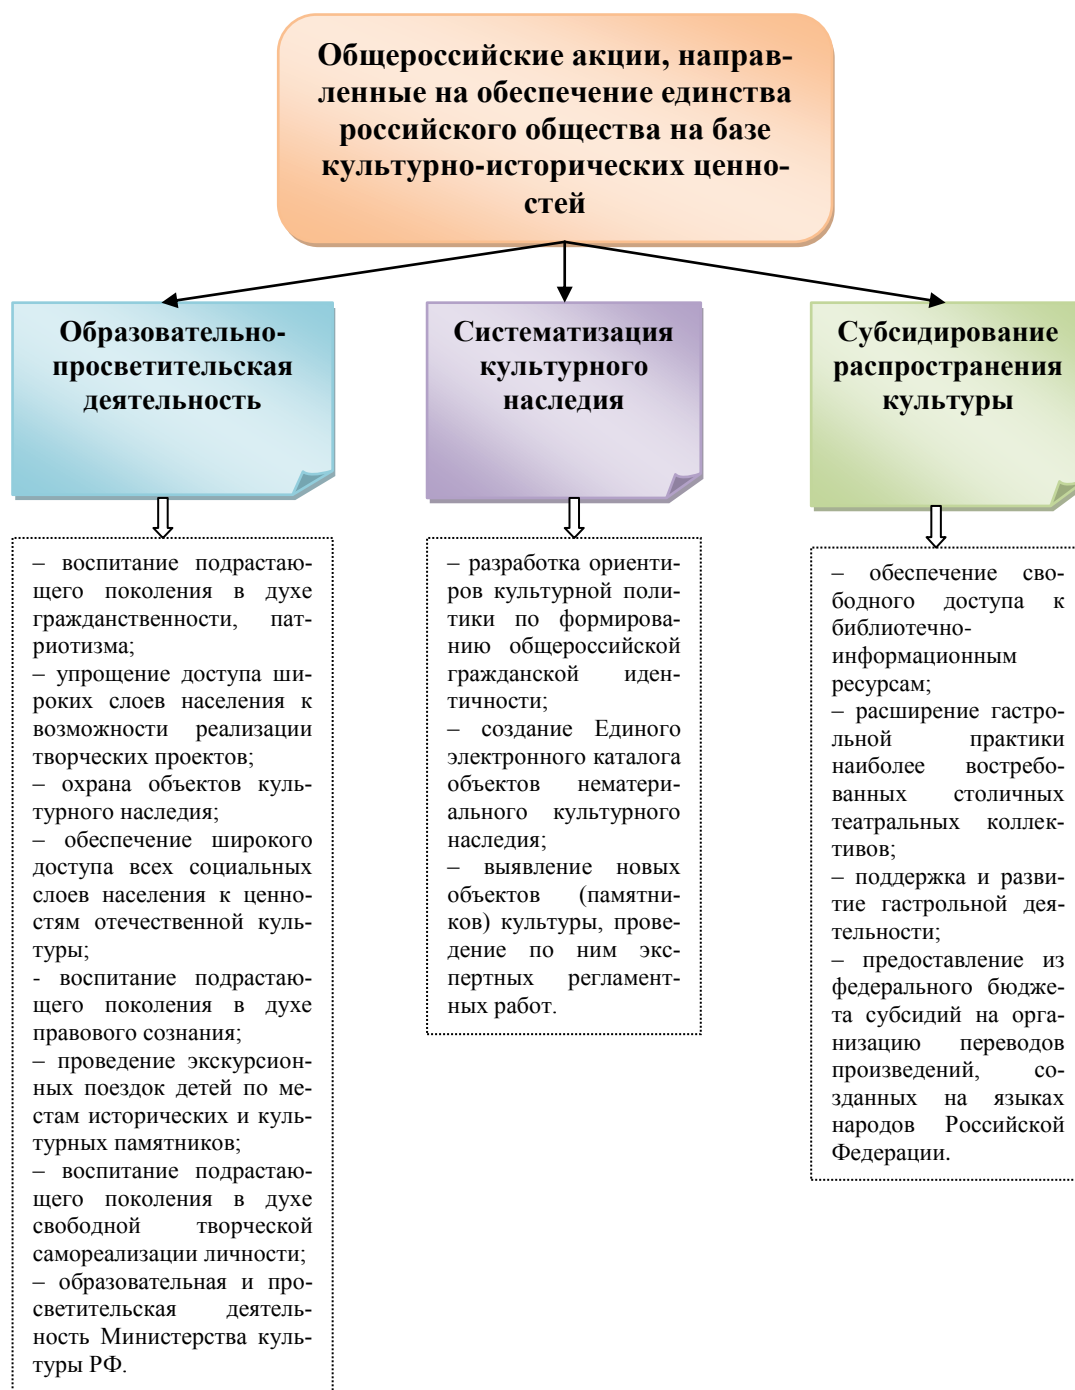 Общероссийские акции, направ-
ленные на обеспечение единства
российского общества на базе
культурно-исторических ценно-
стей
Образовательно-
просветительская
деятельность
Систематизация
культурного
наследия
Субсидирование
распространения
культуры
– воспитание подрастаю-
щего поколения в духе
гражданственности, пат-
риотизма;
– упрощение доступа ши-
роких слоев населения к
возможности реализации
творческих проектов;
– охрана объектов куль-
турного наследия;
– обеспечение широкого
доступа всех социальных
слоев населения к ценно-
стям отечественной куль-
туры;
- воспитание подрастаю-
щего поколения в духе
правового сознания;
– проведение экскурсион-
ных поездок детей по ме-
стам исторических и куль-
турных памятников;
– воспитание подрастаю-
щего поколения в духе
свободной творческой
самореализации личности;
– образовательная и про-
светительская деятель-
ность Министерства куль-
туры РФ.
– разработка ориенти-
ров культурной поли-
тики по формирова-
нию общероссийской
гражданской иден-
тичности;
– создание Единого
электронного каталога
объектов нематери-
ального культурного
наследия;
– выявление новых
объектов (памятни-
ков) культуры, прове-
дение по ним экс-
пертных регламент-
ных работ.
– обеспечение сво-
бодного доступа к
библиотечно-
информационным
ресурсам;
– расширение гастро-
льной практики
наиболее востребо-
ванных столичных
театральных коллек-
тивов;
– поддержка и разви-
тие гастрольной дея-
тельности;
– предоставление из
федерального бюдже-
та субсидий на орга-
низацию переводов
произведений, со-
зданных на языках
народов Российской
Федерации.